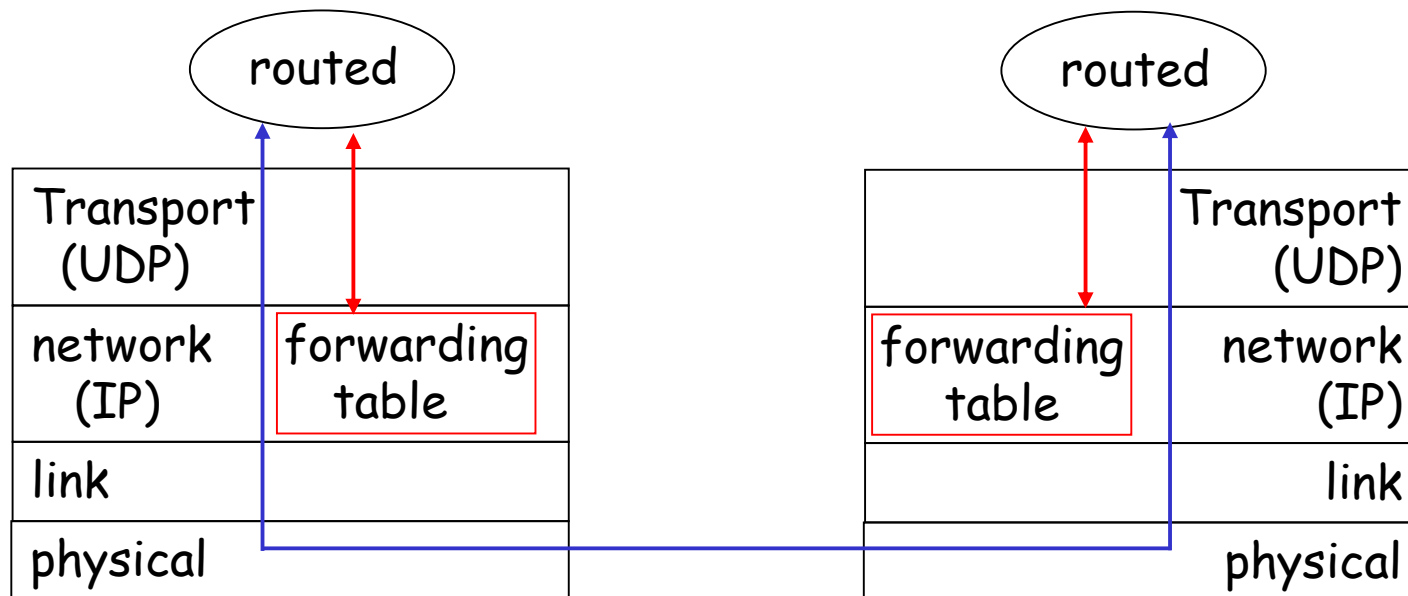 routed
routed
Transport
(UDP)
Transport
(UDP)
network
(IP)
forwarding
table
forwarding
table
network
(IP)
link
link
physical
physical